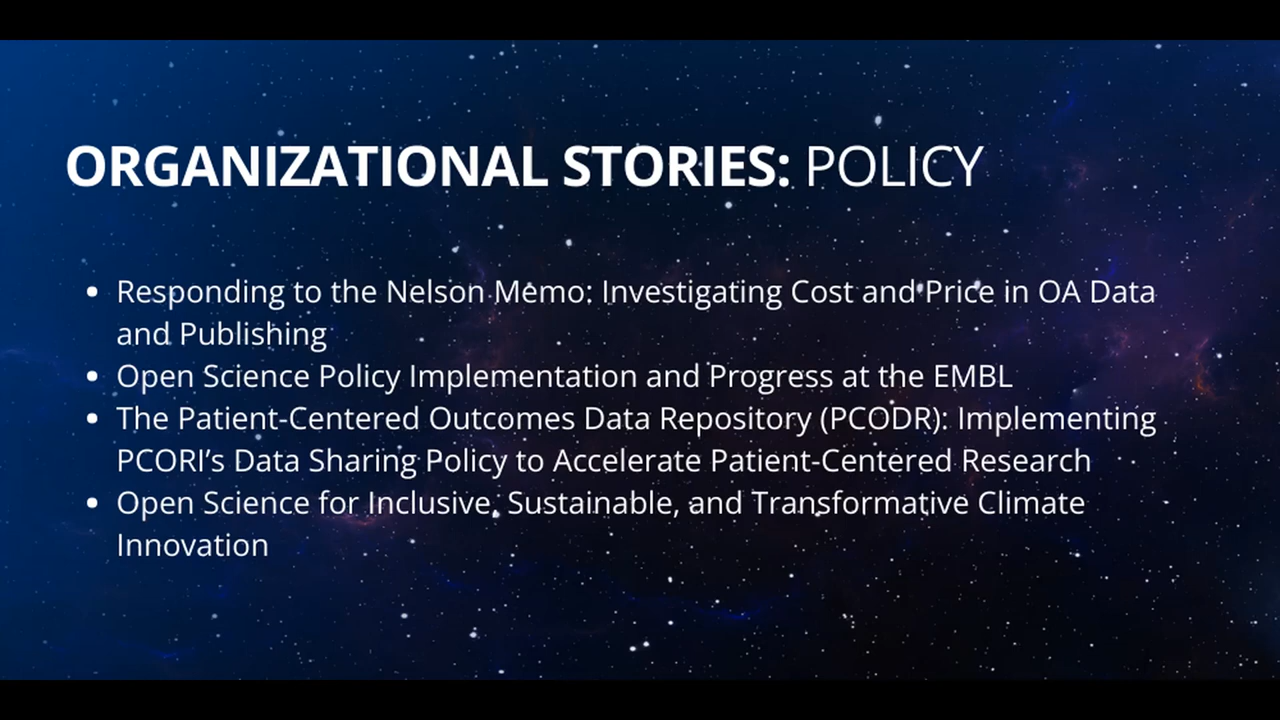 ORGANIZATIONAL STORIES: POLICY
• Responding to the Nelson Memo: Investigating Cost and Price in OA Data
and Publishing
• Open Science Policy Implementation and Progress at the EMBL
• The Patient-Centered Outcomes Data Repository (PCODR): Implementing
PCORI’s Data Sharing Policy to Accelerate Patient-Centered Research
• Open Science for Inclusive, Sustainable, and Transformative Climate
Innovation